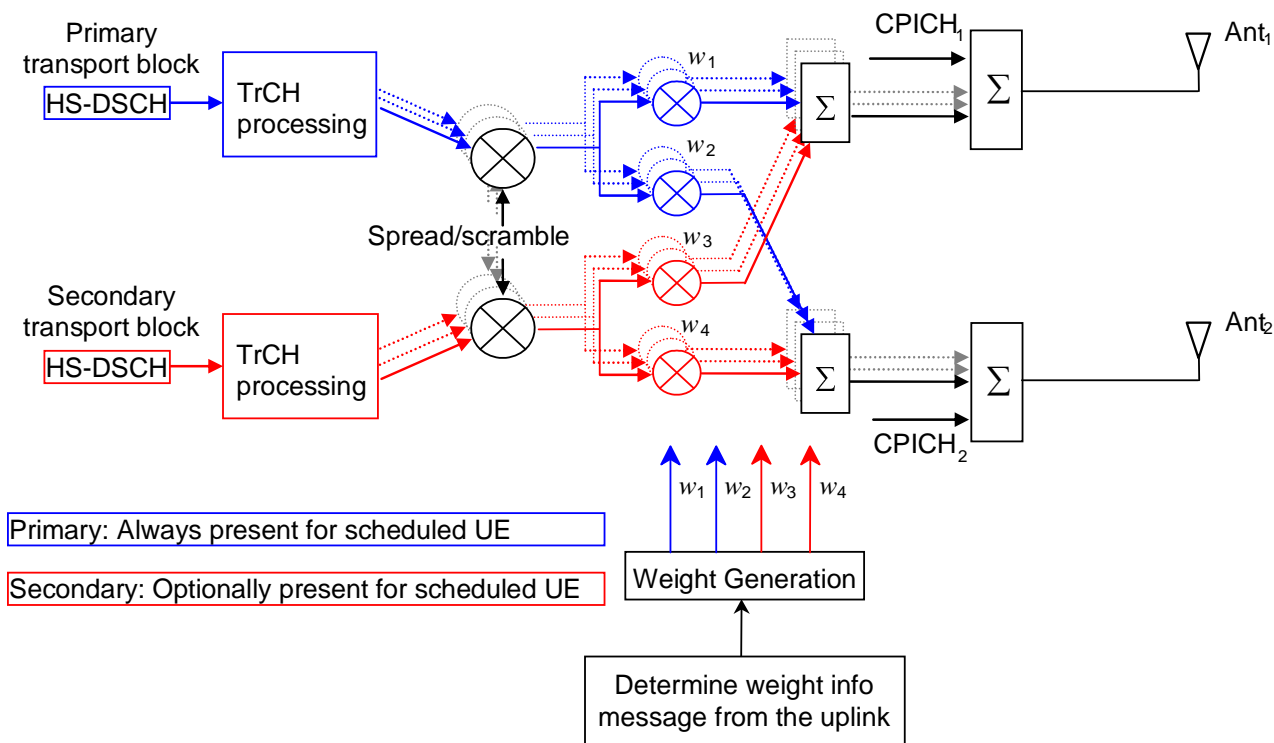 Primary
transport block
HS-DSCH
TrCH
processing
w1
w2
Σ
CPICH1
Σ
Ant1
Spread/scramble
Secondary
transport block
HS-DSCH
TrCH
processing
w3
w4
Σ
CPICH2
Σ
Ant2
w1 w2 w3 w4
Primary: Always present for scheduled UE
Secondary: Optionally present for scheduled UE
Weight Generation
Determine weight info
message from the uplink